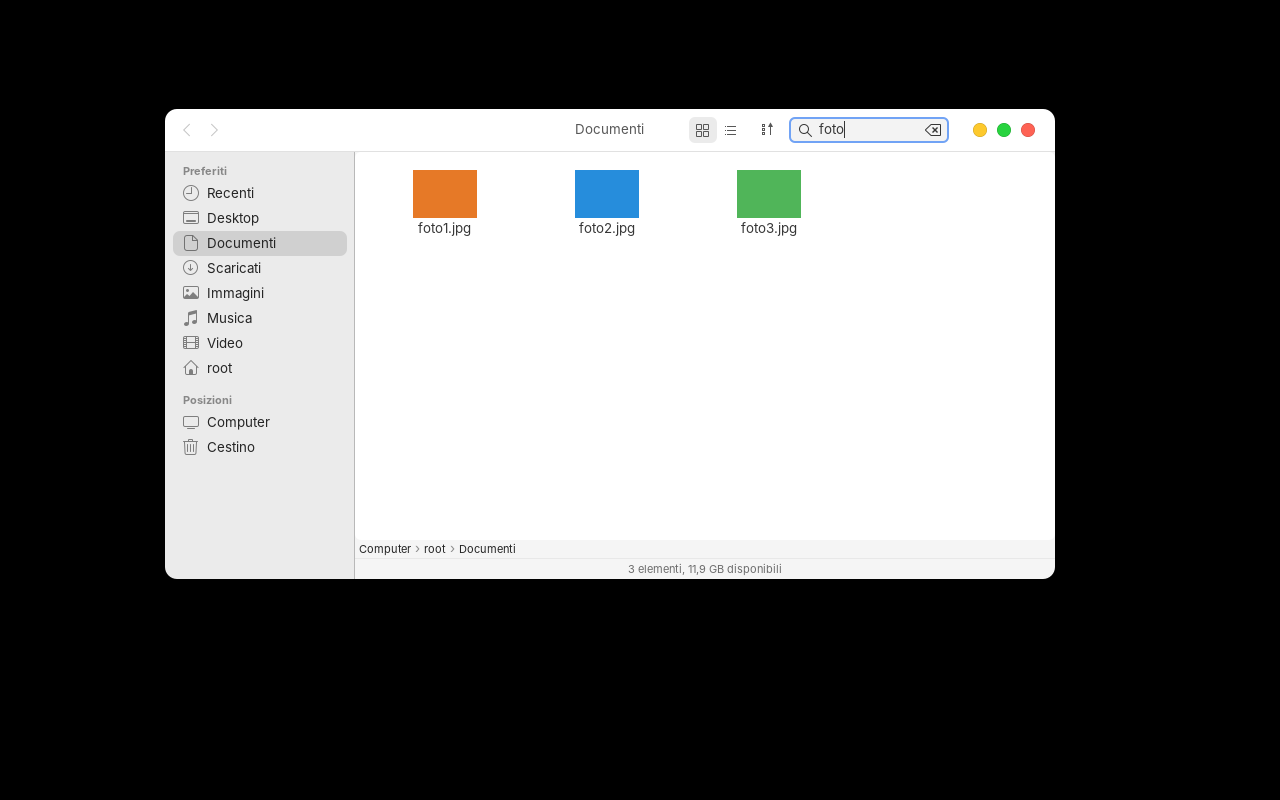 Documenti
foto
Preferiti
Recenti
Desktop
Documenti
Scaricati
Immagini
Musica
Video
root
Posizioni
Computer
Cestino
foto1.jpg
foto2.jpg
foto3.jpg
Computer › root › Documenti
3 elementi, 11,9 GB disponibili